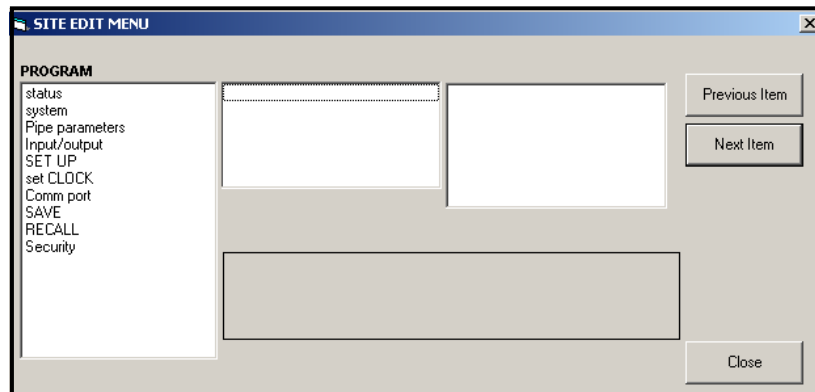 SITE EDIT MENU
PROGRAM
status
system
Pipe parameters
Input/output
SET UP
set CLOCK
Comm port
SAVE
RECALL
Security
Previous Item
Next Item
Close